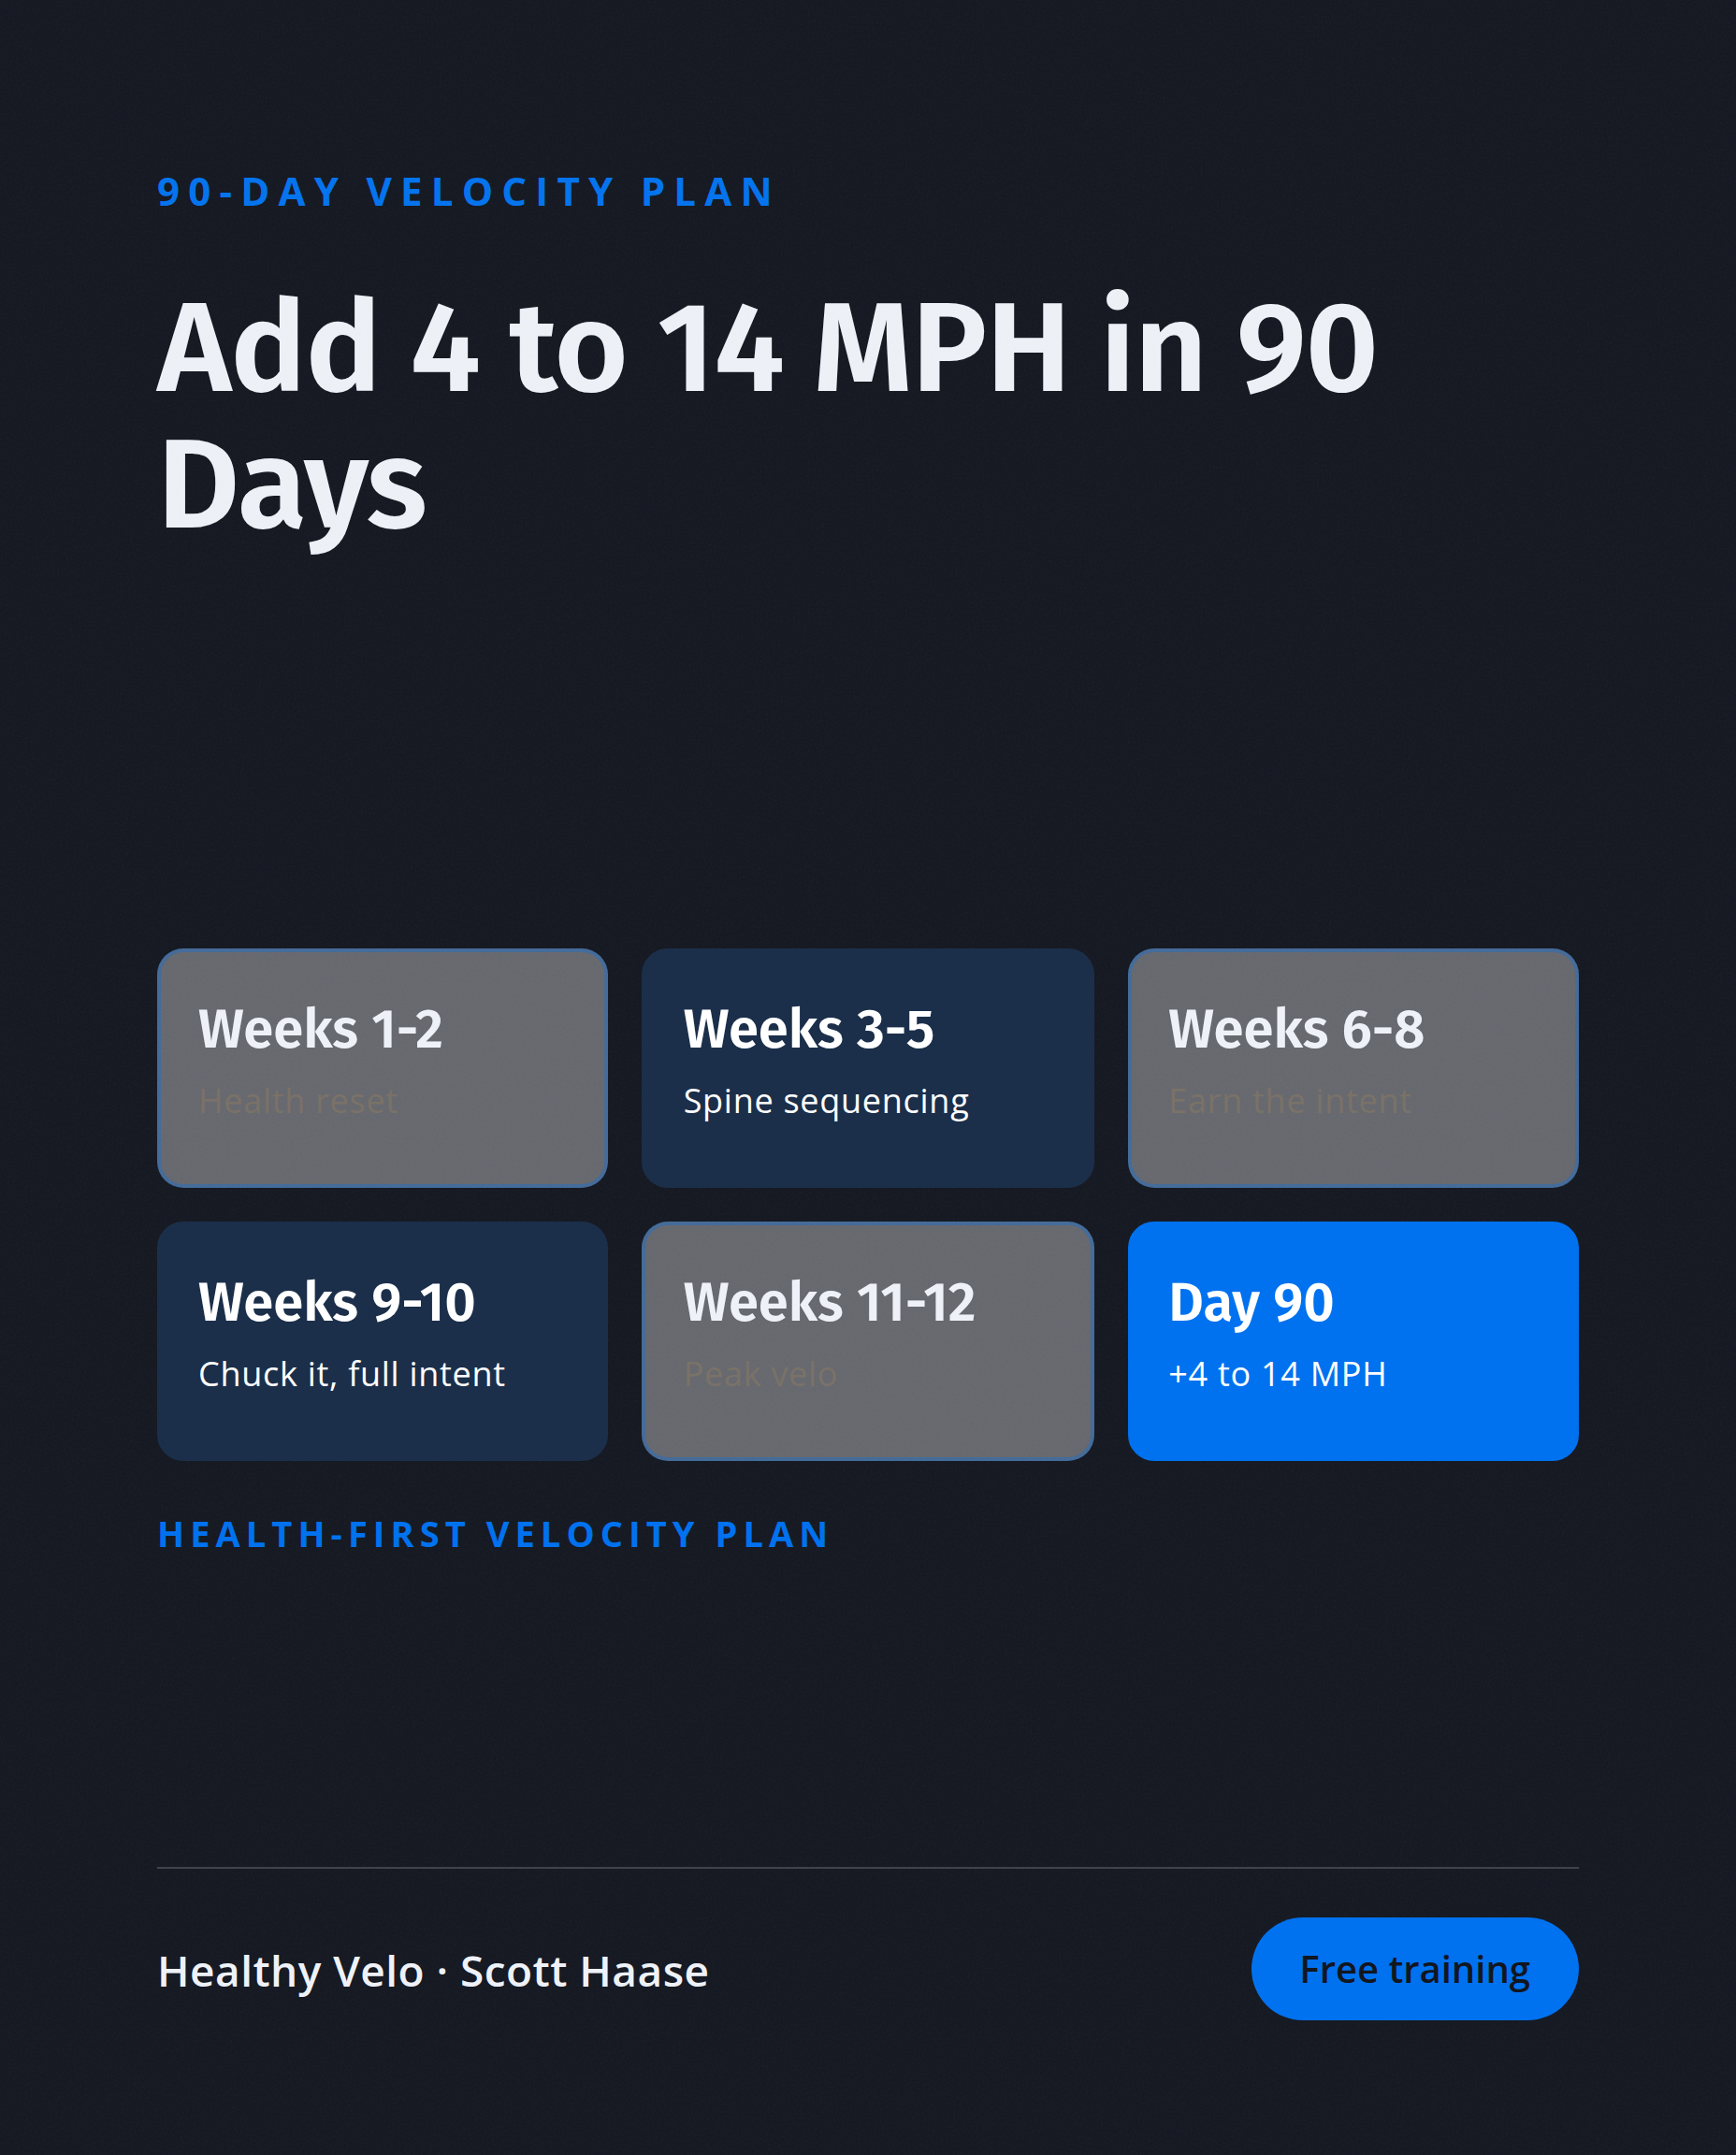 90-DAY VELOCITY PLAN
Add 4 to 14 MPH in 90
Days
Weeks 1-2
Health reset
Weeks 3-5
Spine sequencing
Weeks 6-8
Earn the intent
Weeks 9-10
Chuck it, full intent
Weeks 11-12
Peak velo
Day 90
+4 to 14 MPH
HEALTH-FIRST VELOCITY PLAN
Healthy Velo · Scott Haase
Free training